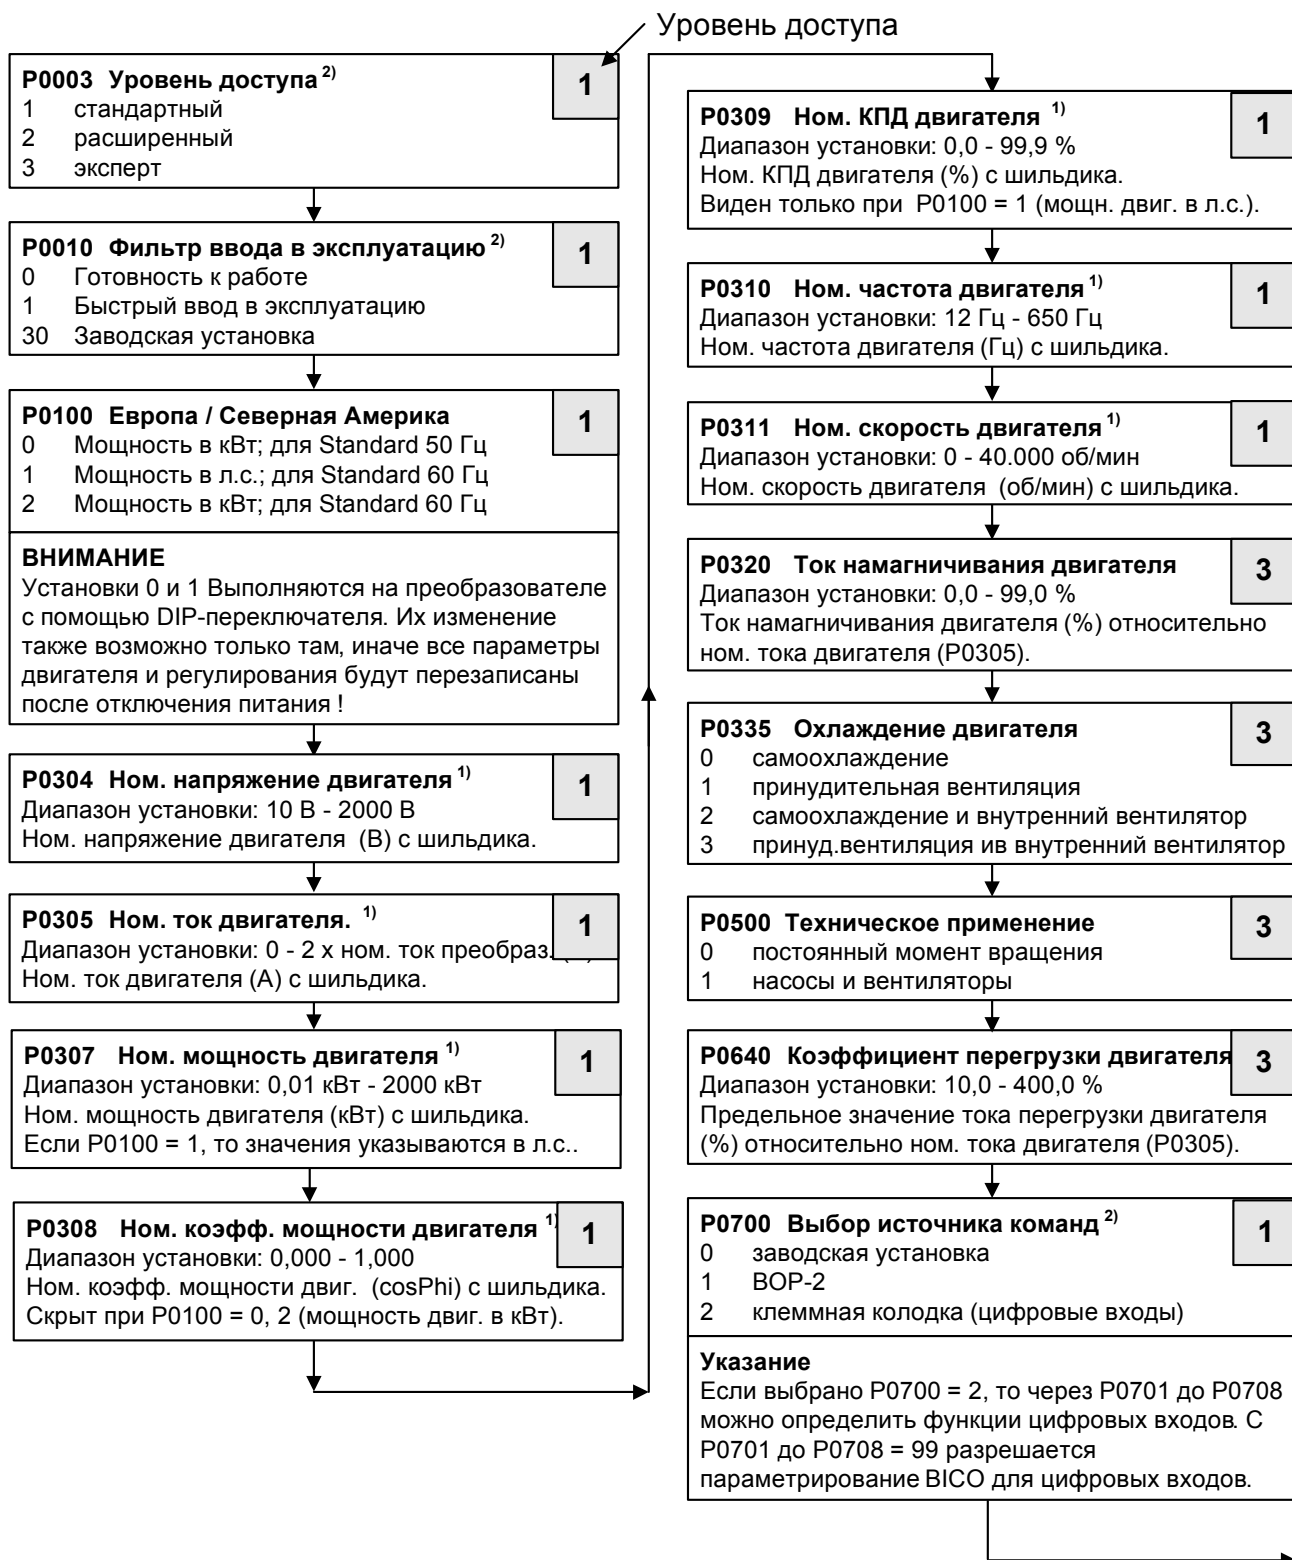 Уровень доступа
P0003 Уровень доступа 2)
1
1 стандартный
2 расширенный
3 эксперт
P0010 Фильтр ввода в эксплуатацию 2)
1
0 Готовность к работе
1 Быстрый ввод в эксплуатацию
30 Заводская установка
P0100 Европа / Северная Америка
1
0 Мощность в кВт; для Standard 50 Гц
1 Мощность в л.с.; для Standard 60 Гц
2 Мощность в кВт; для Standard 60 Гц
ВНИМАНИЕ
Установки 0 и 1 Выполняются на преобразователе
с помощью DIP-переключателя. Их изменение
также возможно только там, иначе все параметры
двигателя и регулирования будут перезаписаны
после отключения питания !
P0304 Ном. напряжение двигателя 1)
1
Диапазон установки: 10 В - 2000 В
Ном. напряжение двигателя (В) с шильдика.
P0305 Ном. ток двигателя. 1)
1
Диапазон установки: 0 - 2 x ном. ток преобраз.
Ном. ток двигателя (А) с шильдика.
P0307 Ном. мощность двигателя 1)
1
Диапазон установки: 0,01 кВт - 2000 кВт
Ном. мощность двигателя (кВт) с шильдика.
Если P0100 = 1, то значения указываются в л.с..
P0308 Ном. коэфф. мощности двигателя 1)
1
Диапазон установки: 0,000 - 1,000
Ном. коэфф. мощности двиг. (cosPhi) с шильдика.
Скрыт при P0100 = 0, 2 (мощность двиг. в кВт).
P0309 Ном. КПД двигателя 1)
1
Диапазон установки: 0,0 - 99,9 %
Ном. КПД двигателя (%) с шильдика.
Виден только при P0100 = 1 (мощн. двиг. в л.с.).
P0310 Ном. частота двигателя 1)
1
Диапазон установки: 12 Гц - 650 Гц
Ном. частота двигателя (Гц) с шильдика.
P0311 Ном. скорость двигателя 1)
1
Диапазон установки: 0 - 40.000 об/мин
Ном. скорость двигателя (об/мин) с шильдика.
P0320 Ток намагничивания двигателя
3
Диапазон установки: 0,0 - 99,0 %
Ток намагничивания двигателя (%) относительно
ном. тока двигателя (P0305).
P0335 Охлаждение двигателя
3
0 самоохлаждение
1 принудительная вентиляция
2 самоохлаждение и внутренний вентилятор
3 принуд.вентиляция ив внутренний вентилятор
P0500 Техническое применение
3
0 постоянный момент вращения
1 насосы и вентиляторы
P0640 Коэффициент перегрузки двигателя
3
Диапазон установки: 10,0 - 400,0 %
Предельное значение тока перегрузки двигателя
(%) относительно ном. тока двигателя (P0305).
P0700 Выбор источника команд 2)
1
0 заводская установка
1 BOP-2
2 клеммная колодка (цифровые входы)
Указание
Если выбрано P0700 = 2, то через P0701 до P0708
можно определить функции цифровых входов. С
P0701 до P0708 = 99 разрешается
параметрирование BICO для цифровых входов.